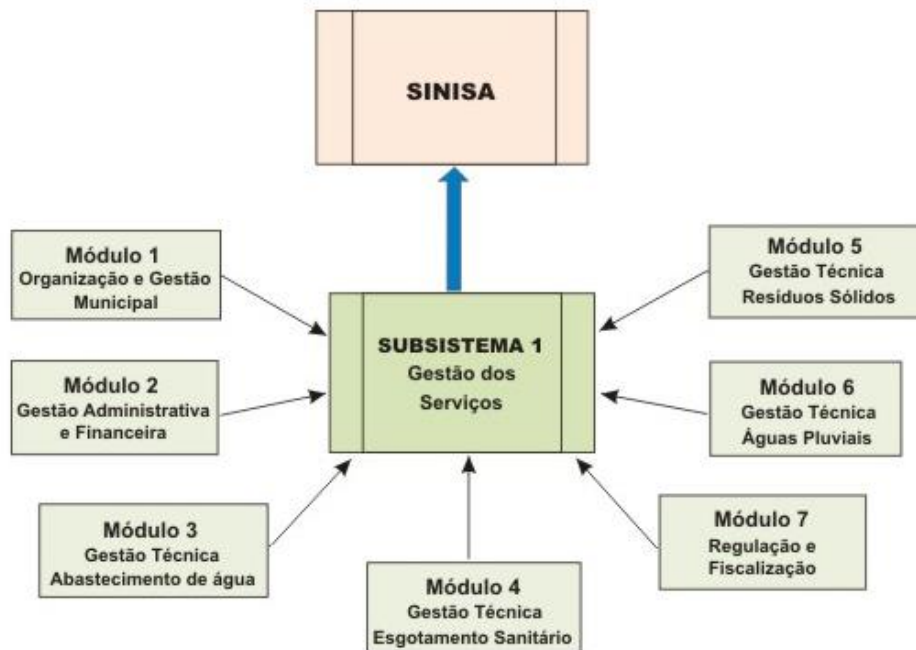 SINISA
Módulo 1
Organização e Gestão
Municipal
Módulo 2
Gestão Administrativa
e Financeira
Módulo 3
Gestão Técnica
Abastecimento de água
SUBSISTEMA 1
Gestão dos
Serviços
Módulo 4
Gestão Técnica
Esgotamento Sanitário
Módulo 5
Gestão Técnica
Resíduos Sólidos
Módulo 6
Gestão Técnica
Águas Pluviais
Módulo 7
Regulação e
Fiscalização